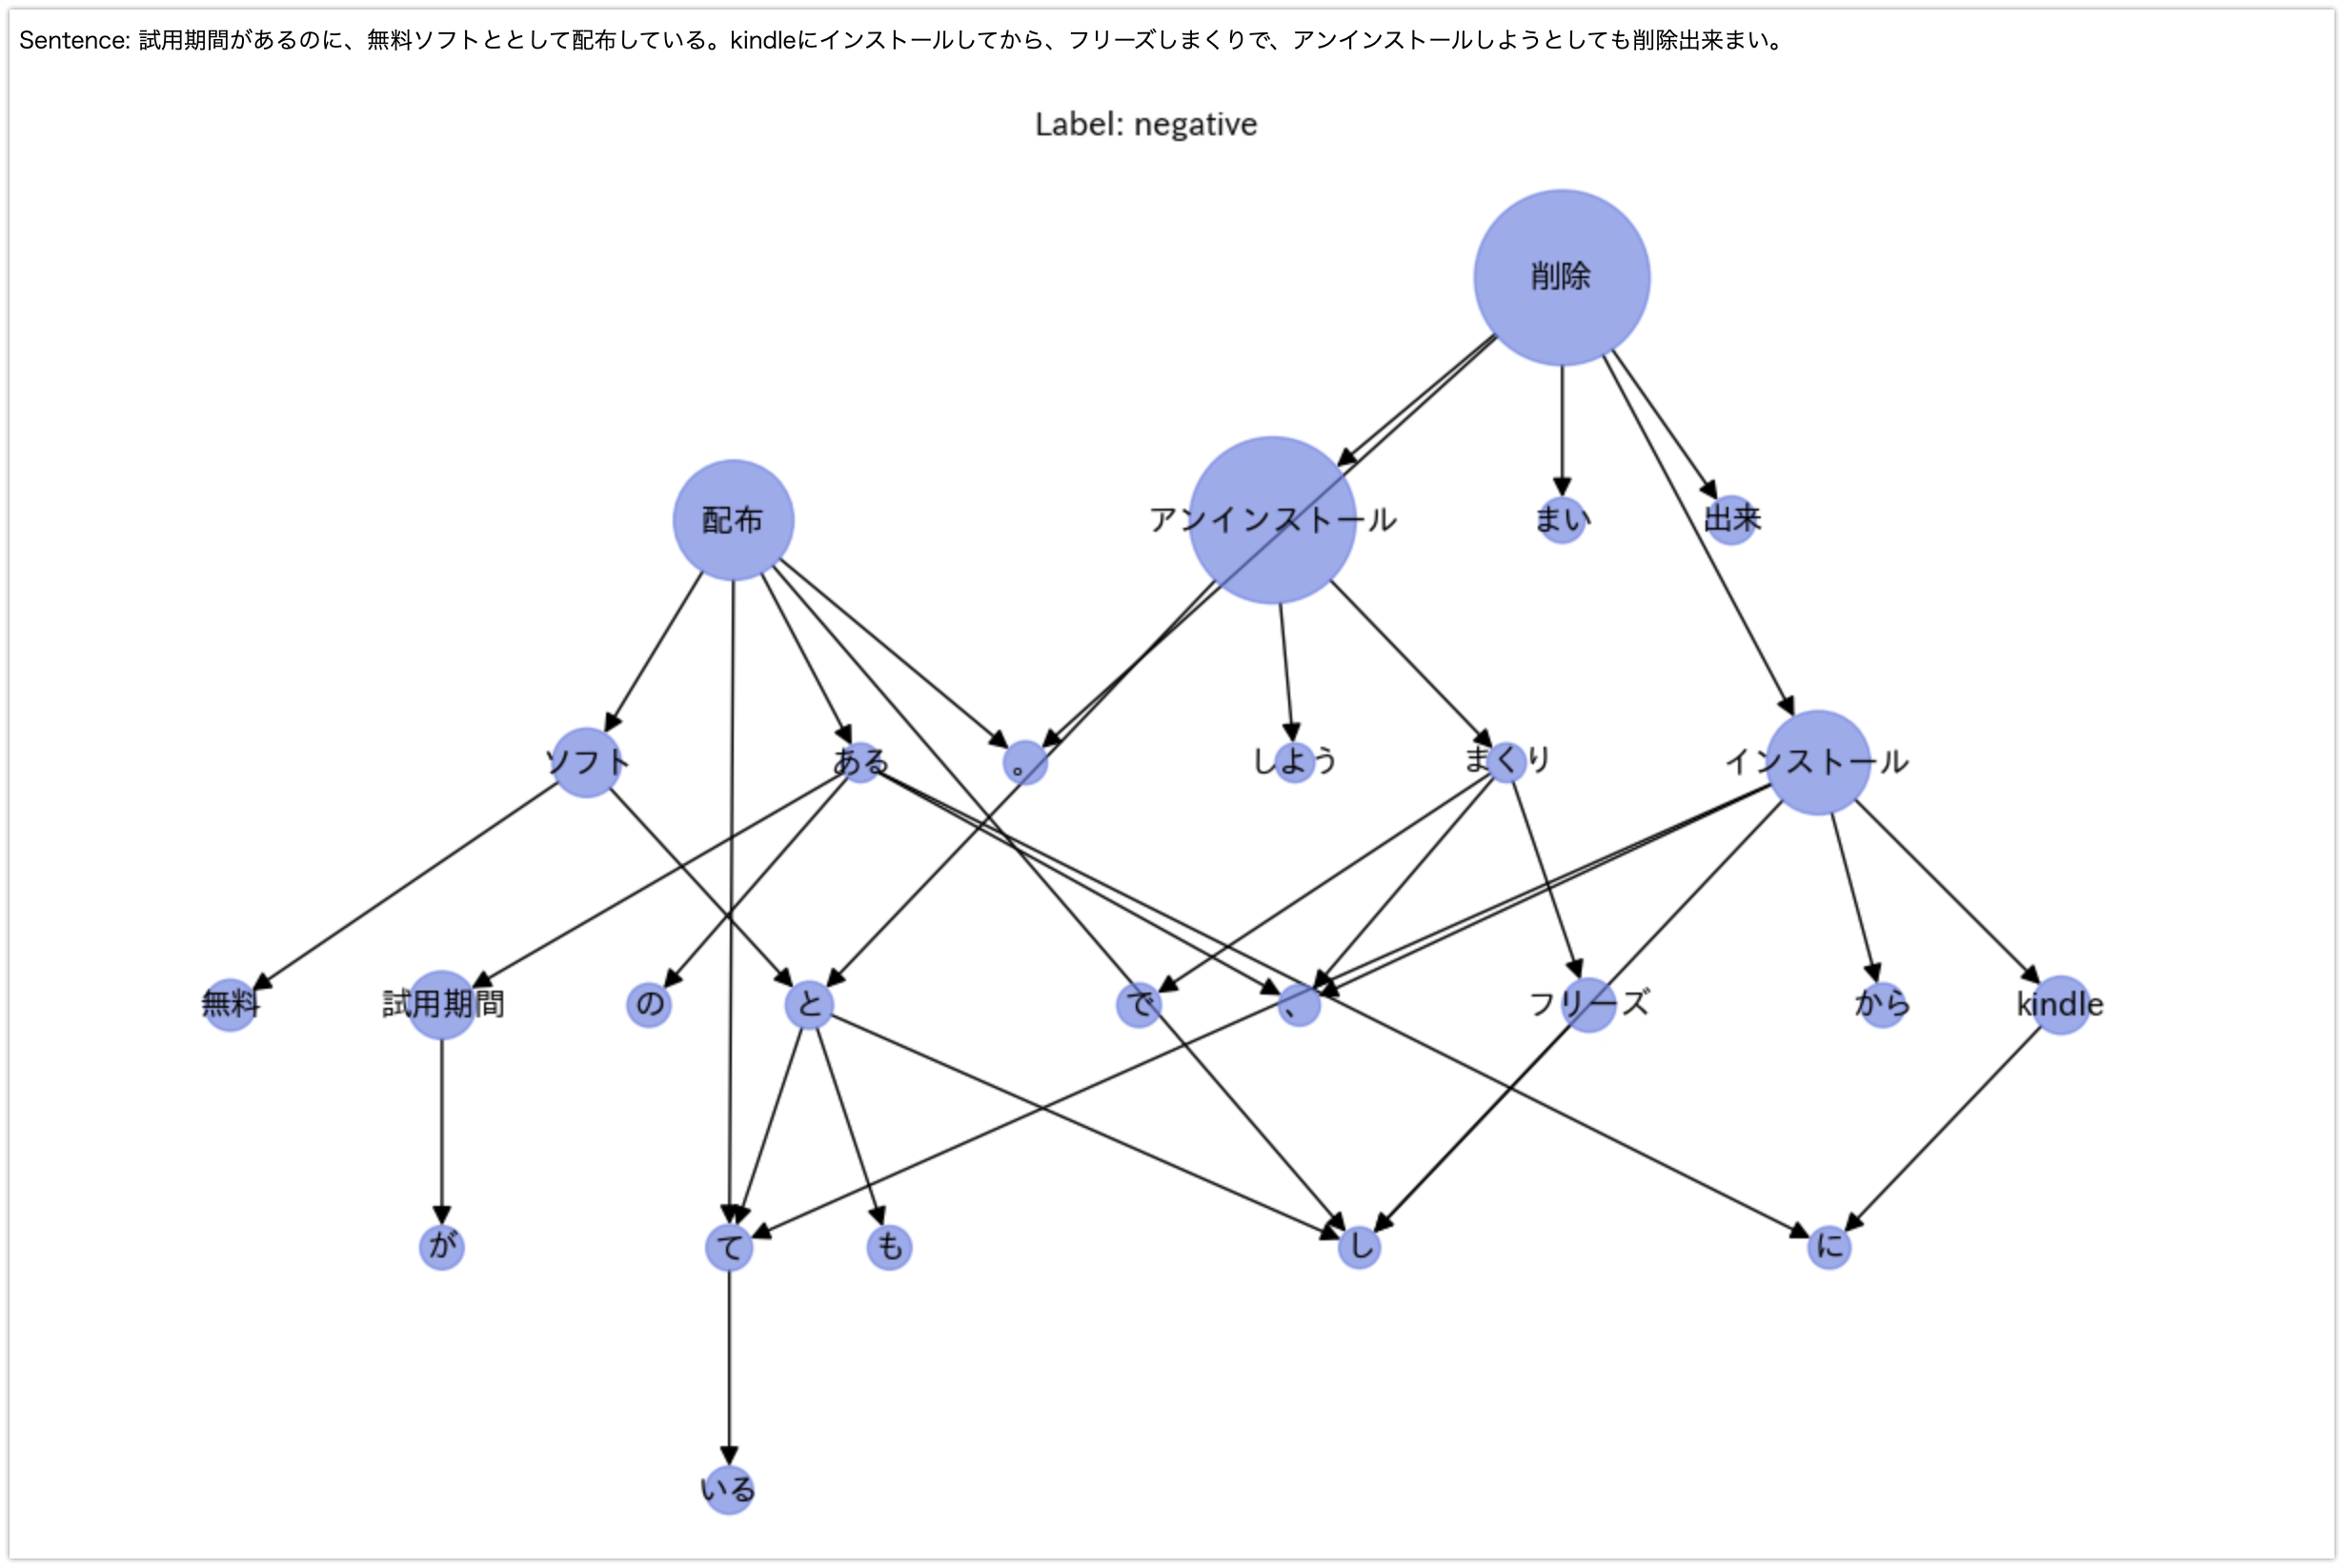 Sentence: 試用期間があるのに、無料ソフトととして配布している。kindleにインストールしてから、フリーズしまくりで、アンインストールしようとしても削除出来まい。
Label: negative
削除
配布
アンインストール
まい
出来
ソフト
ある
。
しよう
まくり
インストール
無料
試用期間
の
と
で
、
フリーズ
から
kindle
が
て
も
し
に
いる